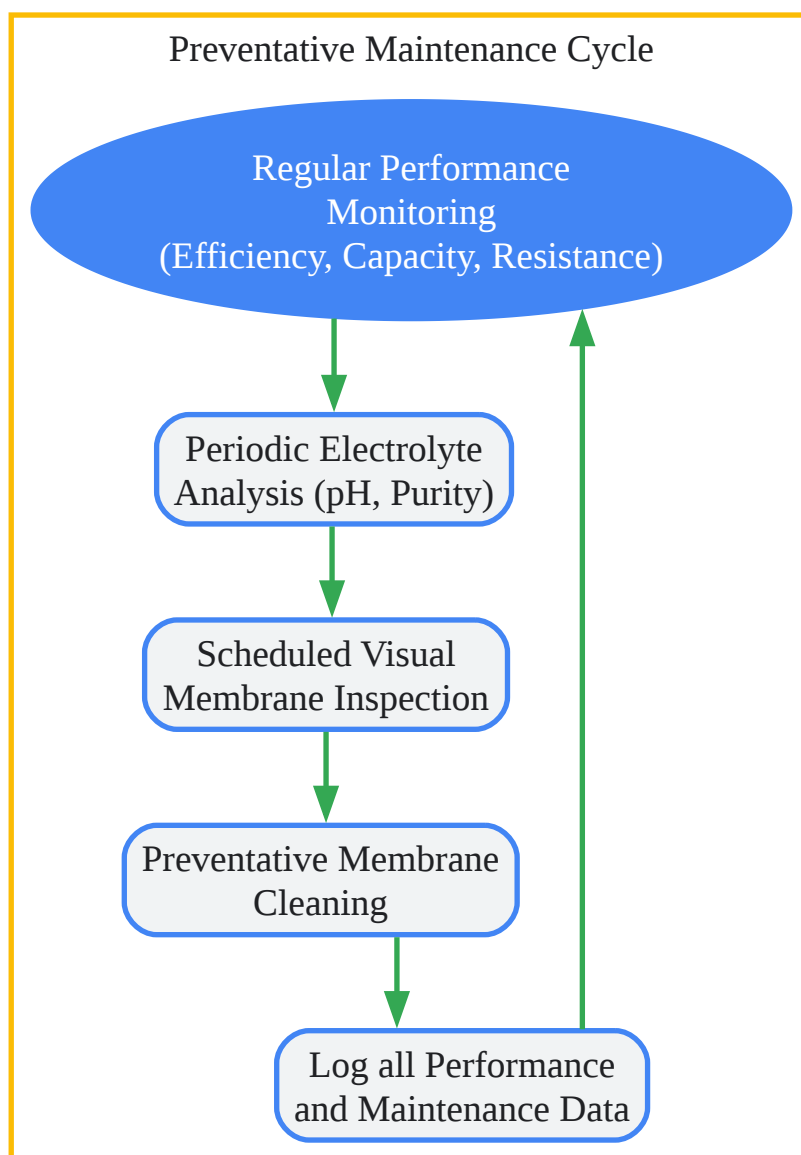 Preventative Maintenance Cycle
Regular Performance
Monitoring
(Efficiency, Capacity, Resistance)
Periodic Electrolyte
Analysis (pH, Purity)
Scheduled Visual
Membrane Inspection
Preventative Membrane
Cleaning
Log all Performance
and Maintenance Data